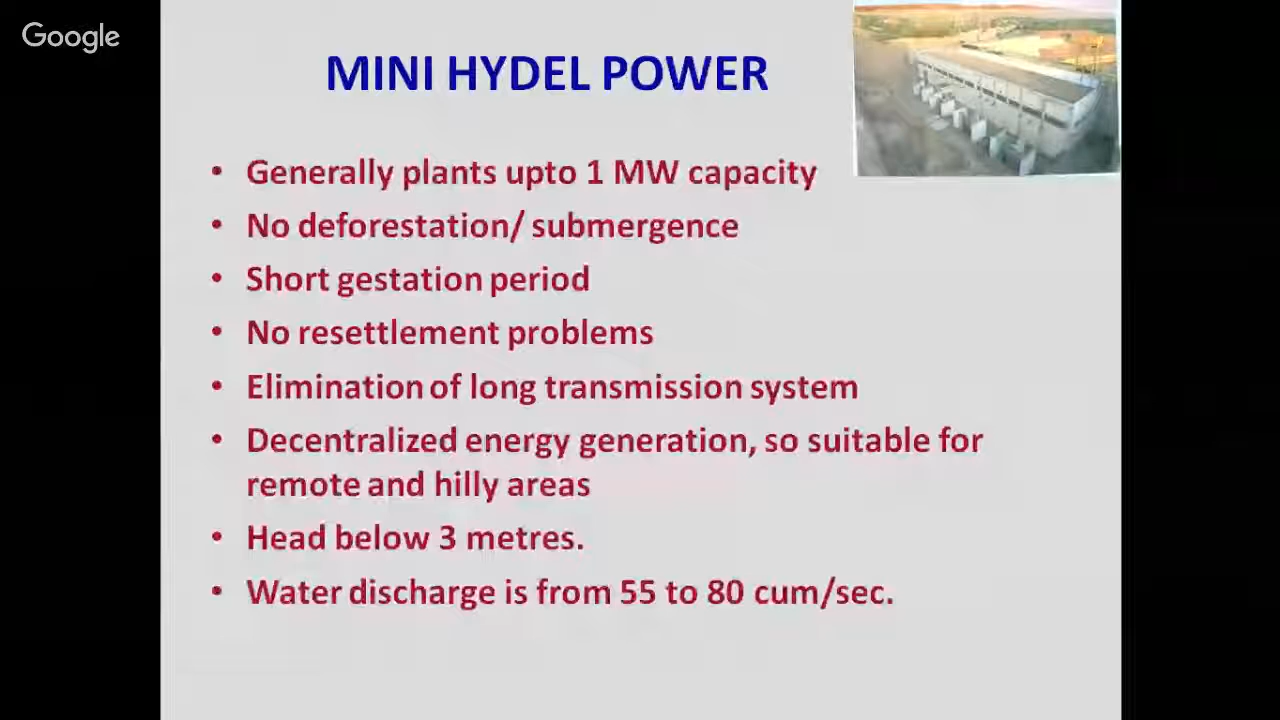 Google
MINI HYDEL POWER
• Generally plants upto 1 MW capacity
• No deforestation/ submergence
• Short gestation period
• No resettlement problems
• Elimination of long transmission system
• Decentralized energy generation, so suitable for
remote and hilly areas
• Head below 3 metres.
• Water discharge is from 55 to 80 cum/sec.